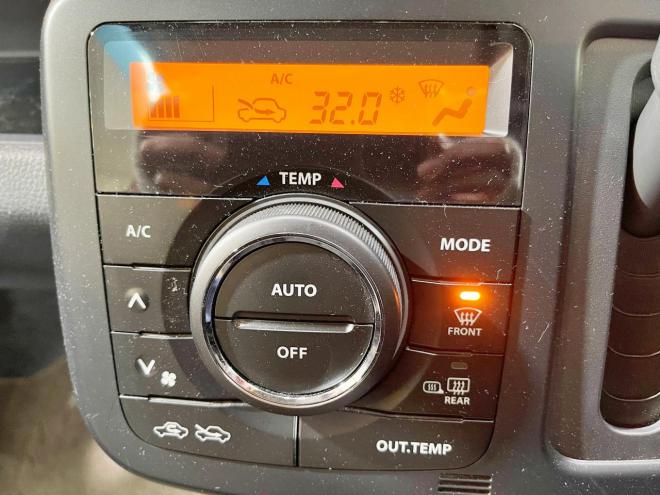 A/C
32.0
TEMP
A/C
MODE
AUTO
OFF
FRONT
REAR
OUT.TEMP